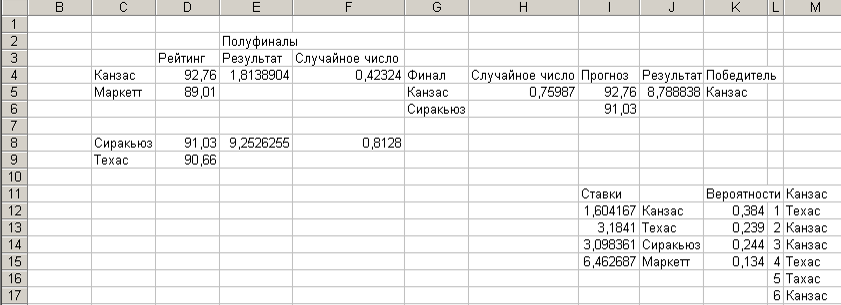 B C D E F G H I J K L M
1
2 Полуфиналы
3 Рейтинг Результат Случайное число
4 Канзас 92,76 1,8138904 0,42324 Финал Случайное число Прогноз Результат Победитель
5 Маркетт 89,01 Канзас 0,75987 92,76 8,788838 Канзас
6 Сиракьюз 91,03
7
8 Сиракьюз 91,03 9,2526255 0,8128
9 Техас 90,66
10
11 Ставки Вероятности Канзас
12 1,604167 Канзас 0,384 1 Техас
13 3,1841 Техас 0,239 2 Канзас
14 3,098361 Сиракьюз 0,244 3 Канзас
15 6,462687 Маркетт 0,134 4 Техас
16 5 Тахас
17 6 Канзас